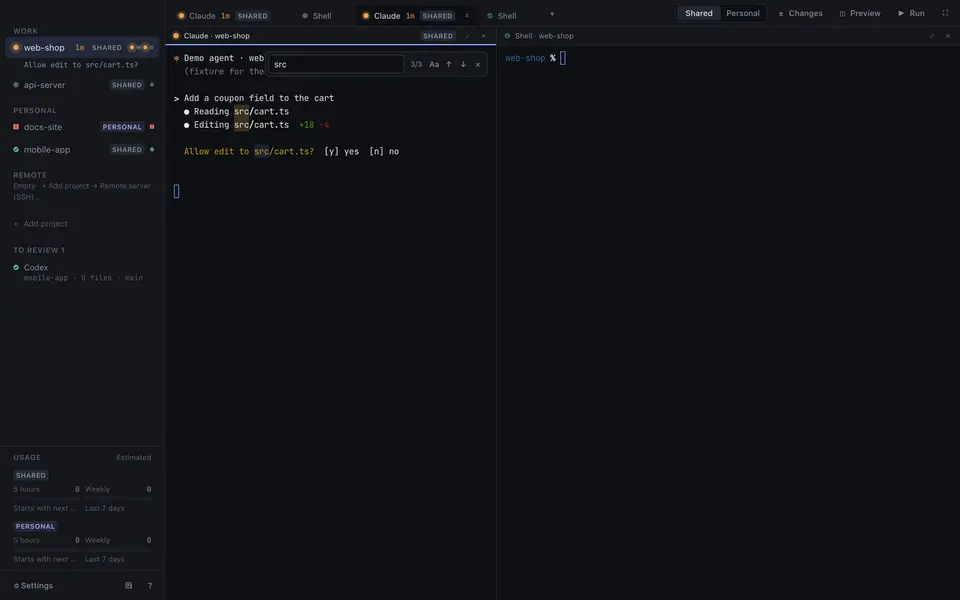 WORK
web-shop 1m SHARED
Allow edit to src/cart.ts?
api-server SHARED
PERSONAL
docs-site PERSONAL
mobile-app SHARED
REMOTE
Empty · + Add project → Remote server
(SSH)…
+ Add project
TO REVIEW 1
Codex
mobile-app · 0 files · main
USAGE Estimated
SHARED
5 hours 0 Weekly 0
Starts with next … Last 7 days
PERSONAL
5 hours 0 Weekly 0
Starts with next … Last 7 days
Settings ?
Claude 1m SHARED Shell Claude 1m SHARED × Shell +
Shared Personal ± Changes Preview Run
Claude · web-shop SHARED
Demo agent · web
(fixture for the
src 3/3 Aa ↑ ↓ ×
> Add a coupon field to the cart
● Reading src/cart.ts
● Editing src/cart.ts +18 -4
Allow edit to src/cart.ts? [y] yes [n] no
Shell · web-shop
web-shop %